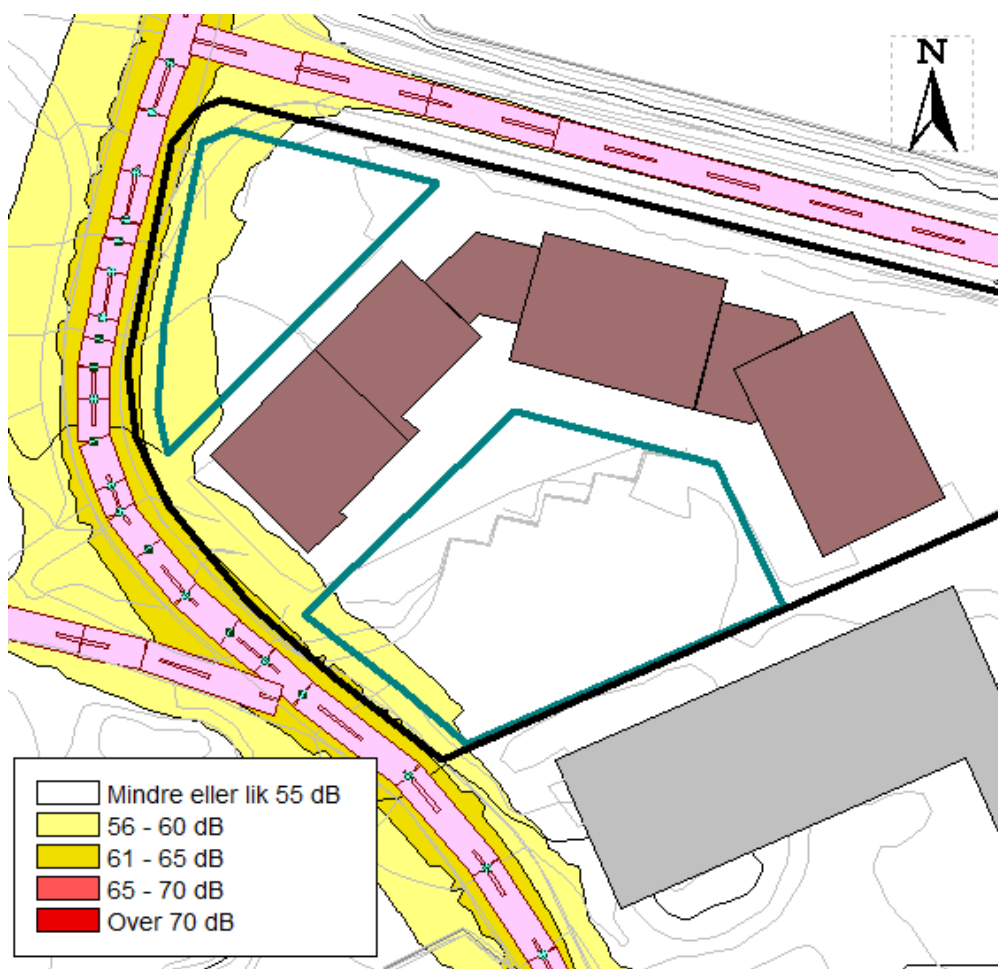 N
Mindre eller lik 55 dB
56 - 60 dB
61 - 65 dB
65 - 70 dB
Over 70 dB